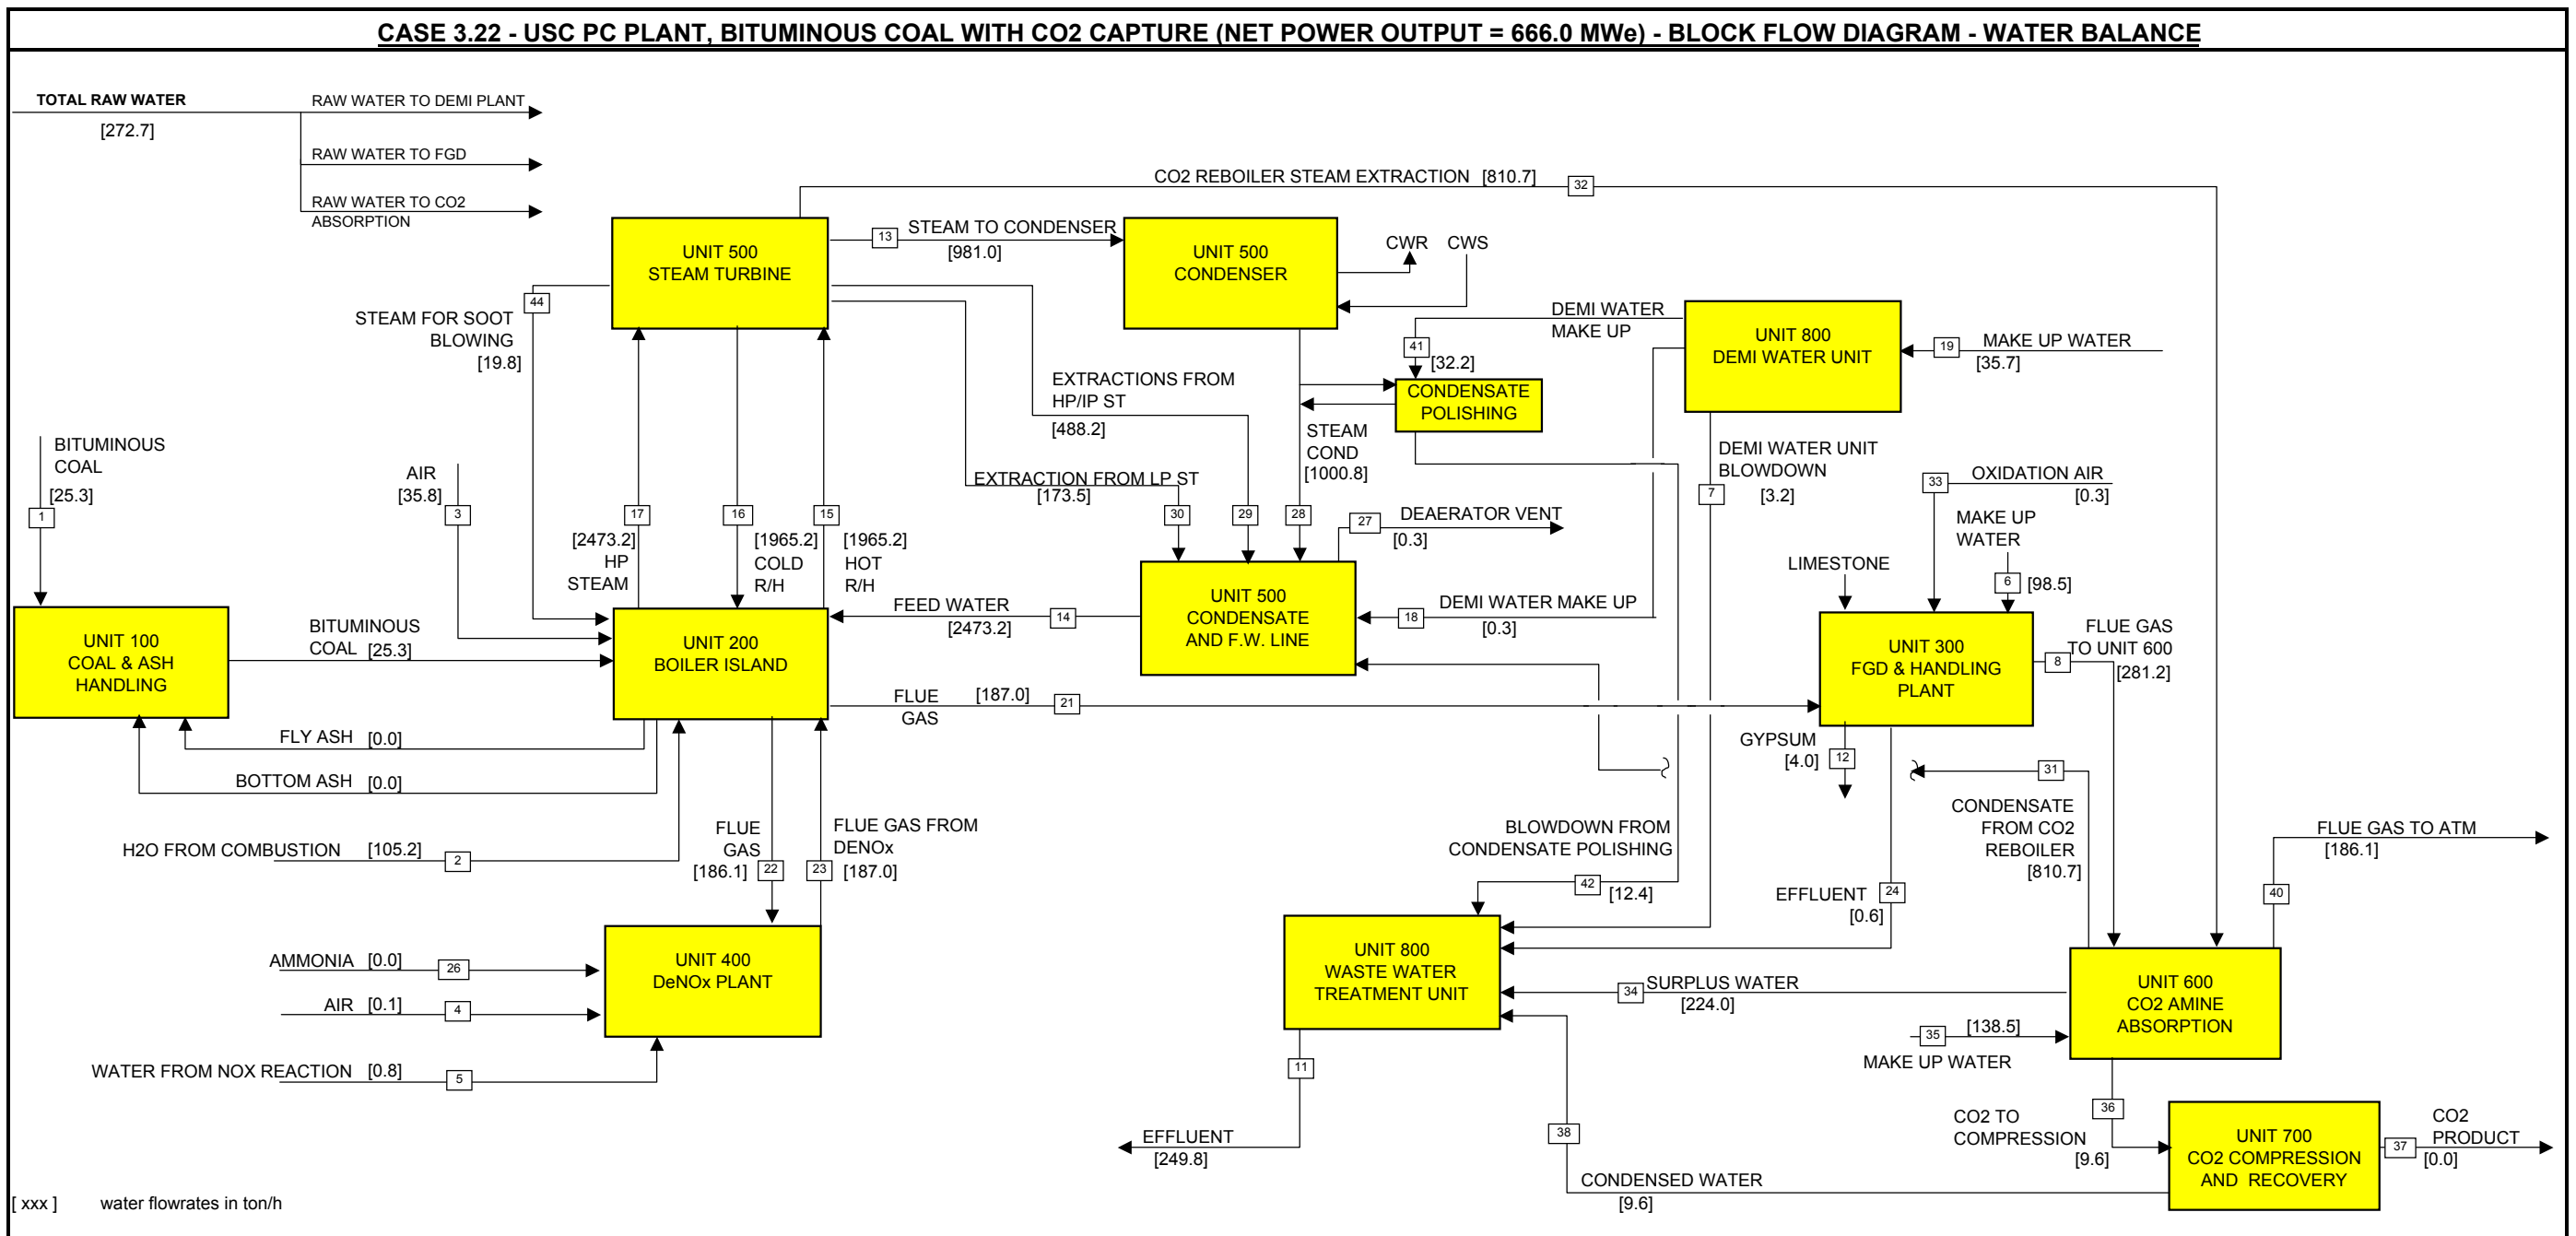 CASE 3.22 - USC PC PLANT, BITUMINOUS COAL WITH CO2 CAPTURE (NET POWER OUTPUT = 666.0 MWe) - BLOCK FLOW DIAGRAM - WATER BALANCE
TOTAL RAW WATER
[272.7]
RAW WATER TO DEMI PLANT
RAW WATER TO FGD
RAW WATER TO CO2
ABSORPTION
CO2 REBOILER STEAM EXTRACTION [810.7]
32
UNIT 500
STEAM TURBINE
13
STEAM TO CONDENSER
[981.0]
UNIT 500
CONDENSER
CWR
CWS
44
STEAM FOR SOOT
BLOWING
[19.8]
DEMI WATER
MAKE UP
41
[32.2]
UNIT 800
DEMI WATER UNIT
19
MAKE UP WATER
[35.7]
EXTRACTIONS FROM
HP/IP ST
[488.2]
CONDENSATE
POLISHING
STEAM
COND
[1000.8]
EXTRACTION FROM LP ST
[173.5]
BITUMINOUS
COAL
[25.3]
1
AIR
[35.8]
3
17
[2473.2]
HP
STEAM
16
[1965.2]
COLD
R/H
15
[1965.2]
HOT
R/H
30
29
28
27
DEAERATOR VENT
[0.3]
DEMI WATER UNIT
BLOWDOWN
7
[3.2]
33
OXIDATION AIR
[0.3]
MAKE UP
WATER
6
[98.5]
LIMESTONE
UNIT 100
COAL & ASH
HANDLING
BITUMINOUS
COAL [25.3]
UNIT 200
BOILER ISLAND
FEED WATER
[2473.2]
14
UNIT 500
CONDENSATE
AND F.W. LINE
DEMI WATER MAKE UP
18
[0.3]
UNIT 300
FGD & HANDLING
PLANT
FLUE GAS
TO UNIT 600
8
[281.2]
FLUE
GAS
[187.0]
21
FLY ASH [0.0]
BOTTOM ASH [0.0]
GYPSUM
[4.0]
12
31
CONDENSATE
FROM CO2
REBOILER
[810.7]
H2O FROM COMBUSTION [105.2]
2
FLUE
GAS
[186.1]
22
FLUE GAS FROM
DENOx
23
[187.0]
BLOWDOWN FROM
CONDENSATE POLISHING
42
[12.4]
EFFLUENT
24
[0.6]
FLUE GAS TO ATM
[186.1]
40
AMMONIA [0.0]
26
AIR [0.1]
4
WATER FROM NOX REACTION [0.8]
5
UNIT 400
DeNOx PLANT
UNIT 800
WASTE WATER
TREATMENT UNIT
34
SURPLUS WATER
[224.0]
35
[138.5]
MAKE UP WATER
UNIT 600
CO2 AMINE
ABSORPTION
11
EFFLUENT
[249.8]
38
CONDENSED WATER
[9.6]
36
CO2 TO
COMPRESSION
[9.6]
UNIT 700
CO2 COMPRESSION
AND RECOVERY
37
CO2
PRODUCT
[0.0]
[ xxx ] water flowrates in ton/h